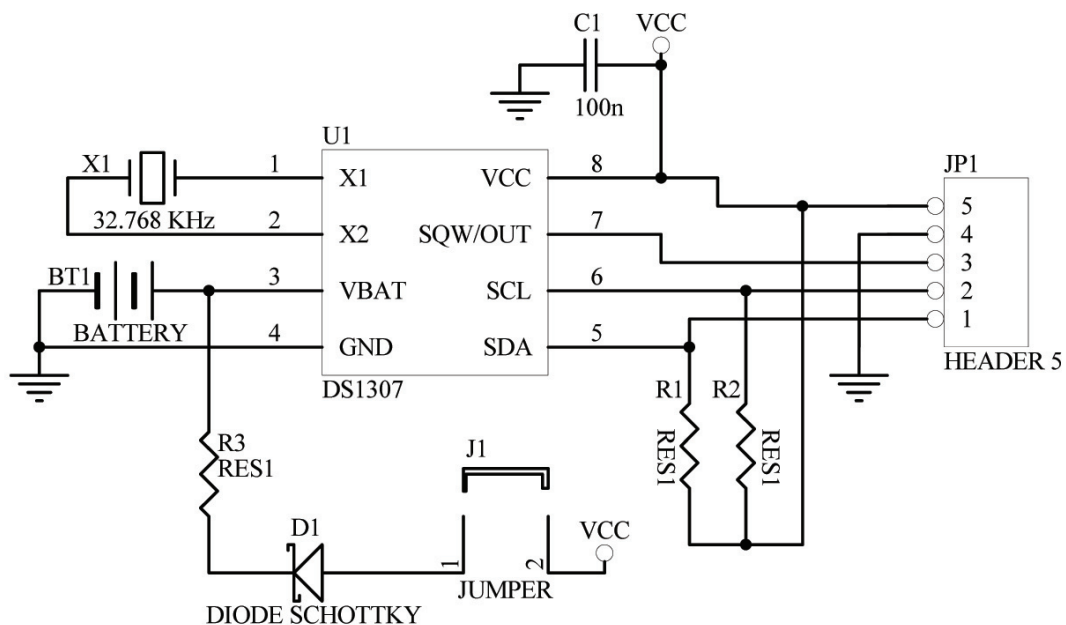 C1
VCC
100n
U1
X1
1
X1
VCC
8
JP1
32.768 KHz
2
X2
SQW/OUT
7
5
4
3
2
1
BT1
3
VBAT
SCL
6
BATTERY
4
GND
SDA
5
HEADER 5
DS1307
R1
RES1
R2
RES1
R3
RES1
J1
D1
1
2
VCC
DIODE SCHOTTKY
JUMPER